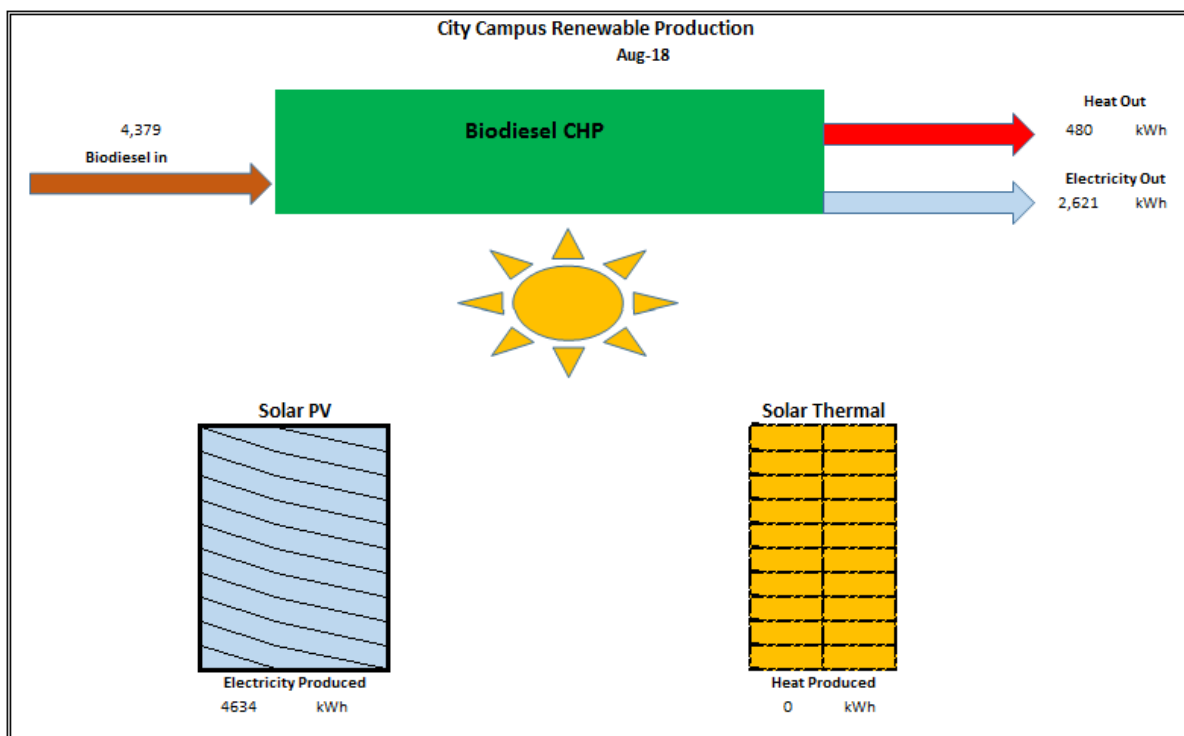 City Campus Renewable Production
Aug-18
Biodiesel CHP
4,379
Biodiesel in
Heat Out
480 kWh
Electricity Out
2,621 kWh
Solar PV
Electricity Produced
4634 kWh
Solar Thermal
Heat Produced
0 kWh